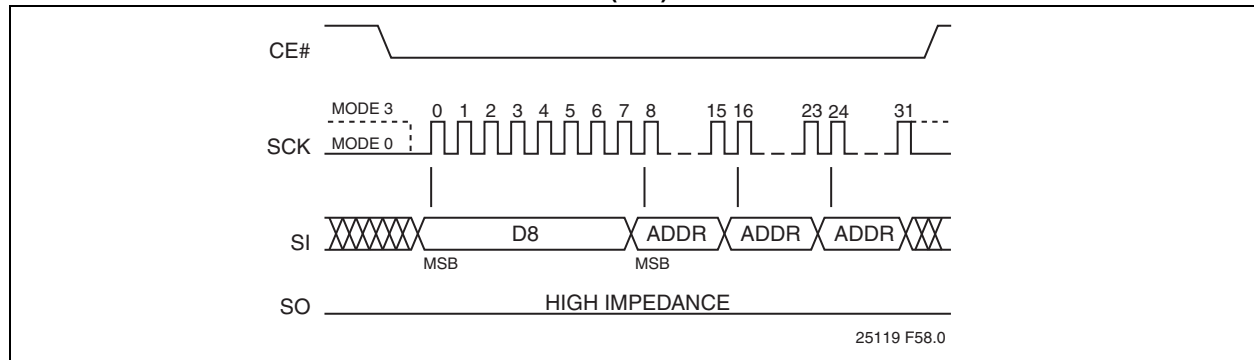 CE#
MODE 3 0 1 2 3 4 5 6 7 8 15 16 23 24 31
SCK MODE 0
SI D8 ADDR ADDR ADDR
MSB MSB
SO HIGH IMPEDANCE
25119 F58.0